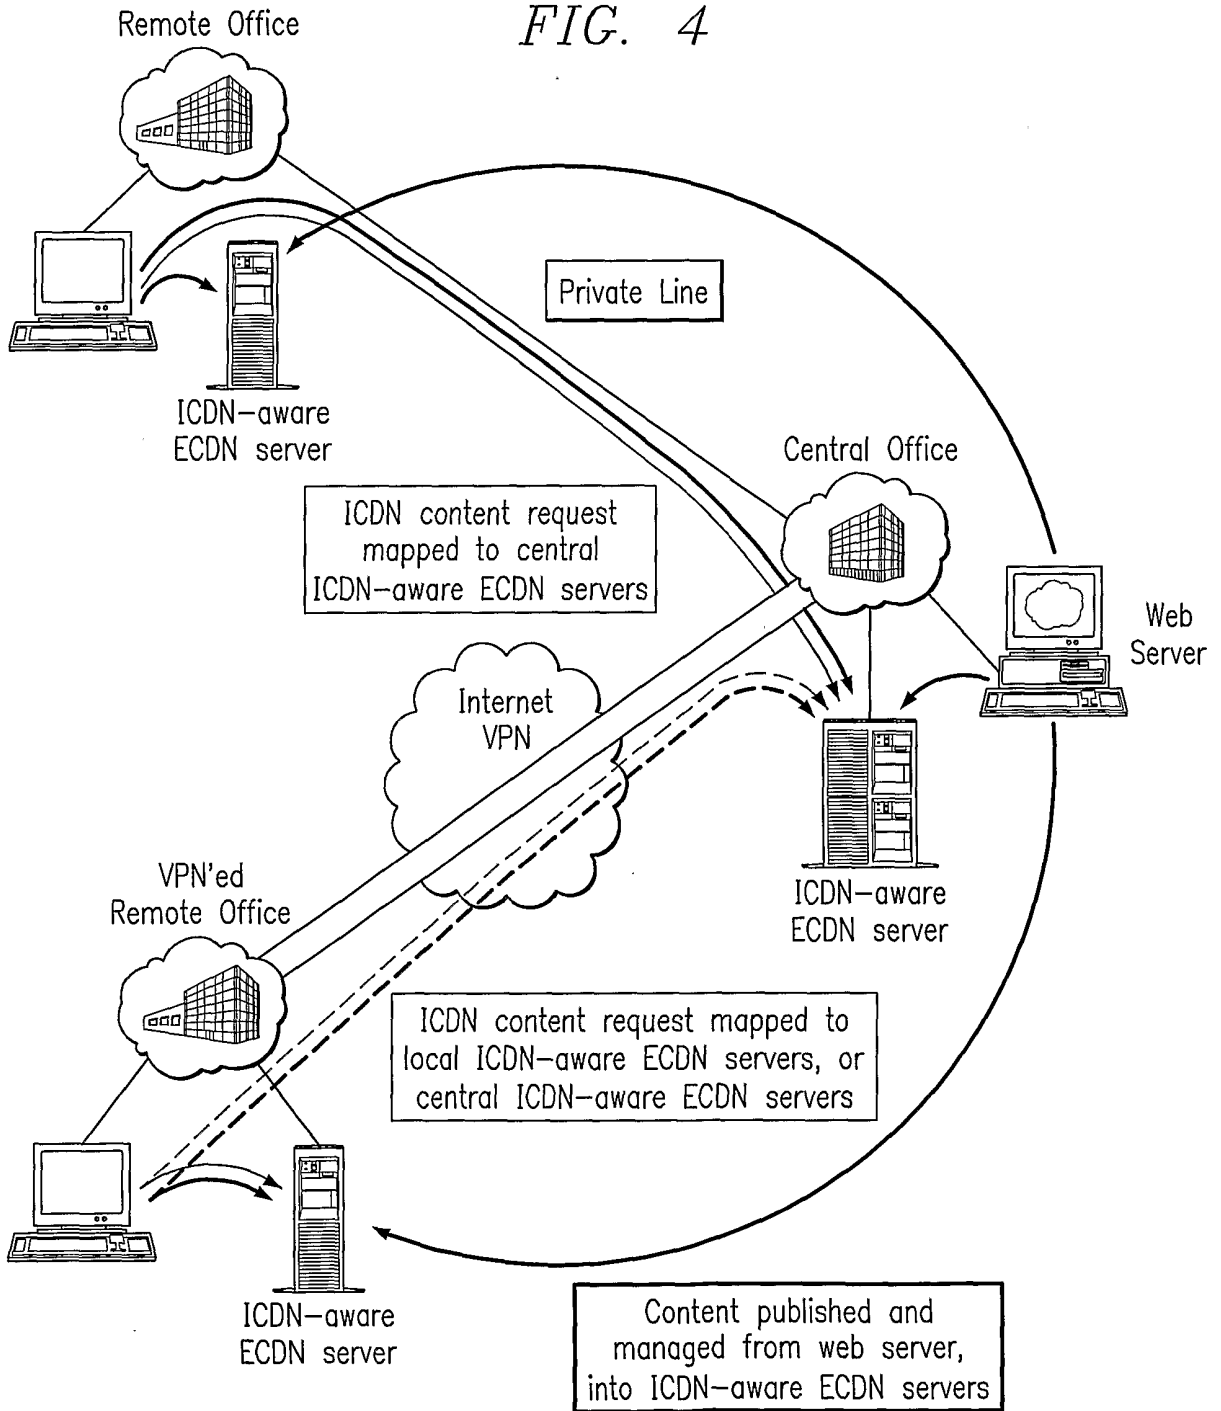 FIG. 4
Remote Office
Private Line
ICDN-aware
ECDN server
Central Office
ICDN content request
mapped to central
ICDN-aware ECDN servers
Web
Server
Internet
VPN
VPN'ed
Remote Office
ICDN-aware
ECDN server
ICDN content request mapped to
local ICDN-aware ECDN servers, or
central ICDN-aware ECDN servers
ICDN-aware
ECDN server
Content published and
managed from web server,
into ICDN-aware ECDN servers